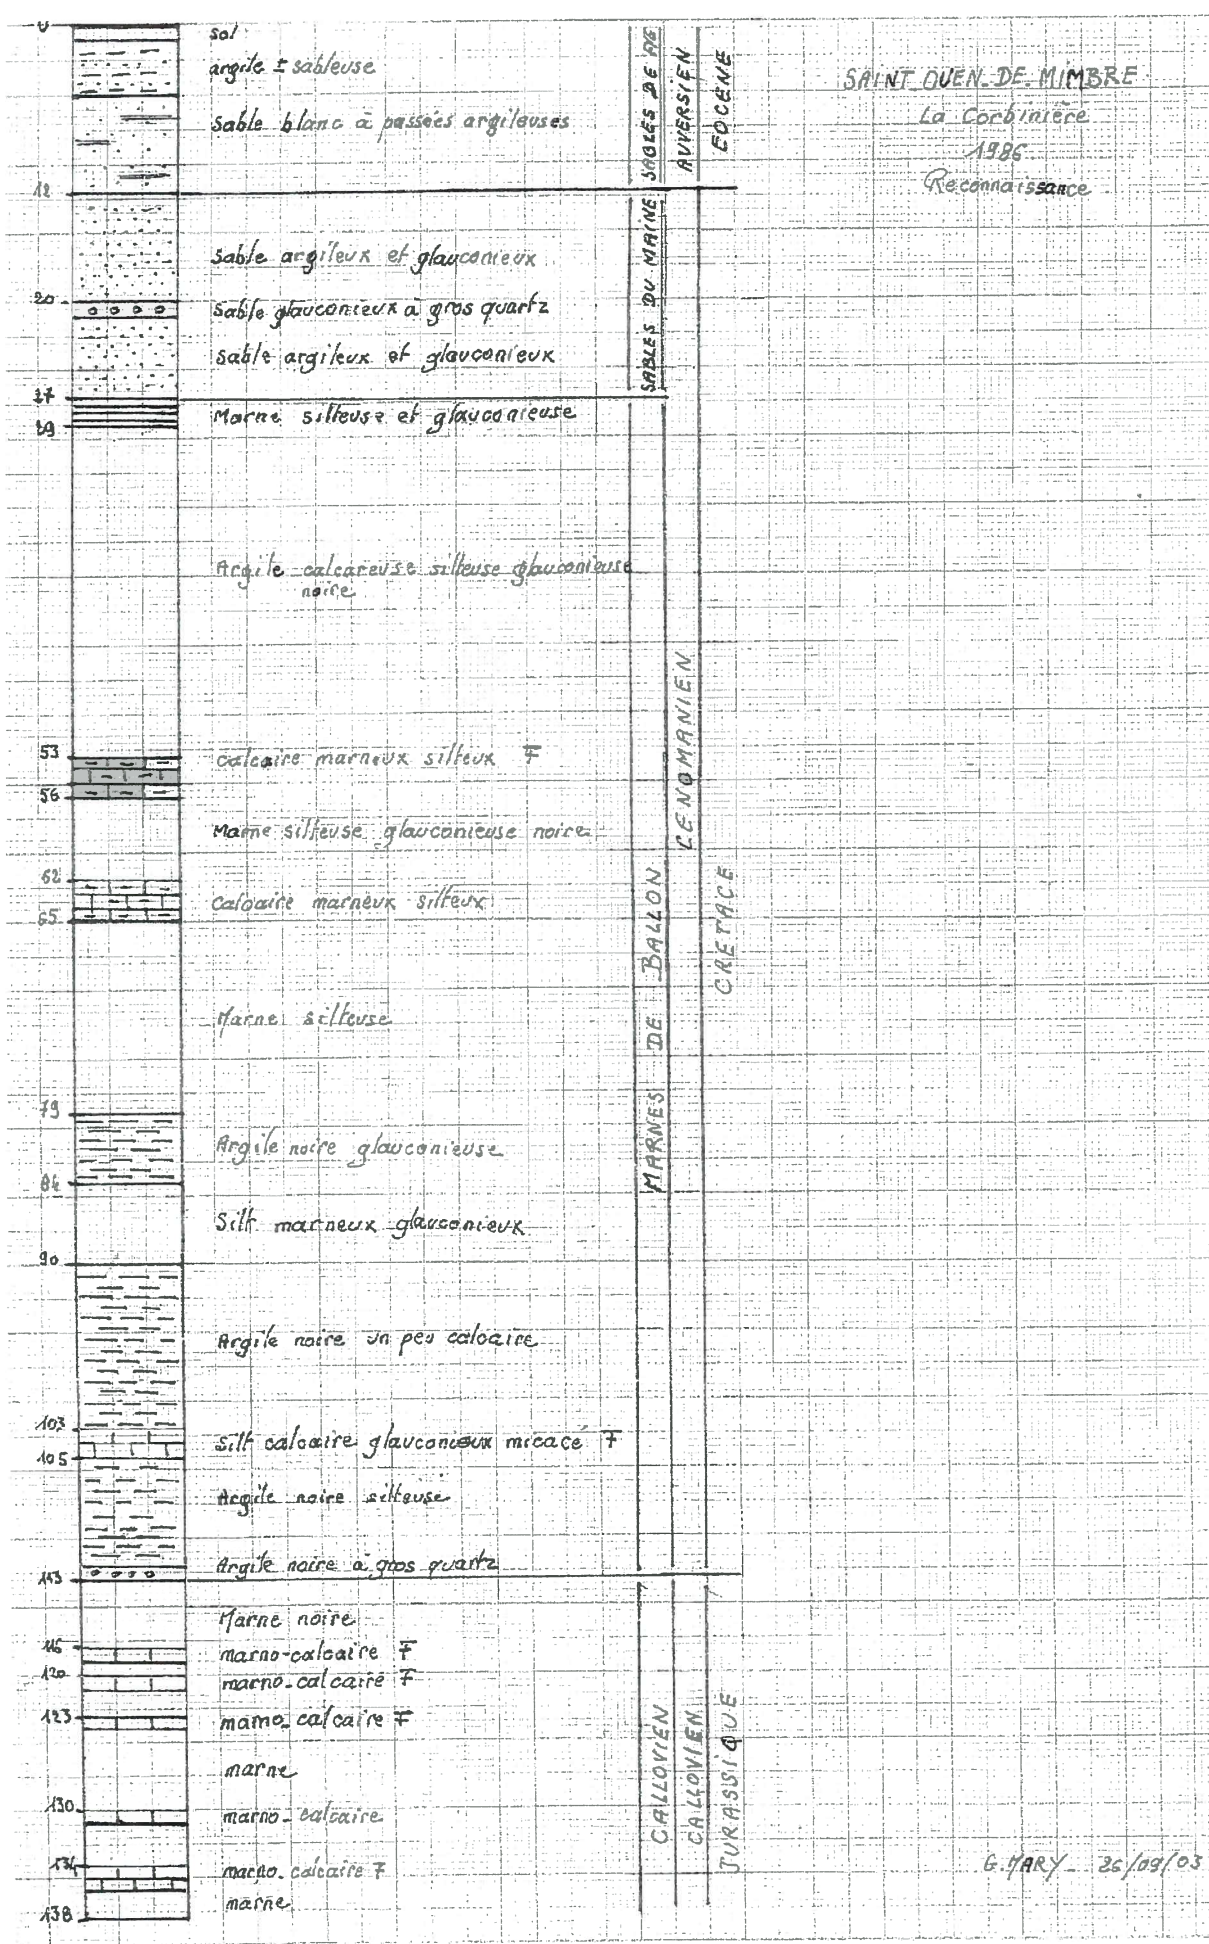 0
sol
argile ± sableuse
Sable blanc à passées argileuses
12
Sable argileux et glauconieux
20
Sable glauconieux à gros quartz
Sable argileux et glauconieux
27
Marne silteuse et glauconieuse
29
Argile calcareuse silteuse glauconieuse
noire
53
calcaire marneux silteux F
56
Marne silteuse glauconieuse noire
62
calcaire marneux silteux
65
Marne silteuse
79
Argile noire glauconieuse
84
Silt marneux glauconieux
90
Argile noire un peu calcaire
103
Silt calcaire glauconieux micacé F
105
Argile noire silteuse
Argile noire à gros quartz
113
Marne noire
116
marno-calcaire F
120
marno-calcaire F
123
marno-calcaire F
marne
130
marno-calcaire
134
marno-calcaire F
marne
138
SABLES DE
AUVERSIEN
EOCENE
SABLES DU MAINE
MARNES DE BALLON
CENOMANIEN
CRETACE
CALLOVIEN
CALLOVIEN
JURASSIQUE
SAINT OUEN-DE-MIMBRE
La Corbinière
1986
Reconnaissance
G. MARY - 26/09/03